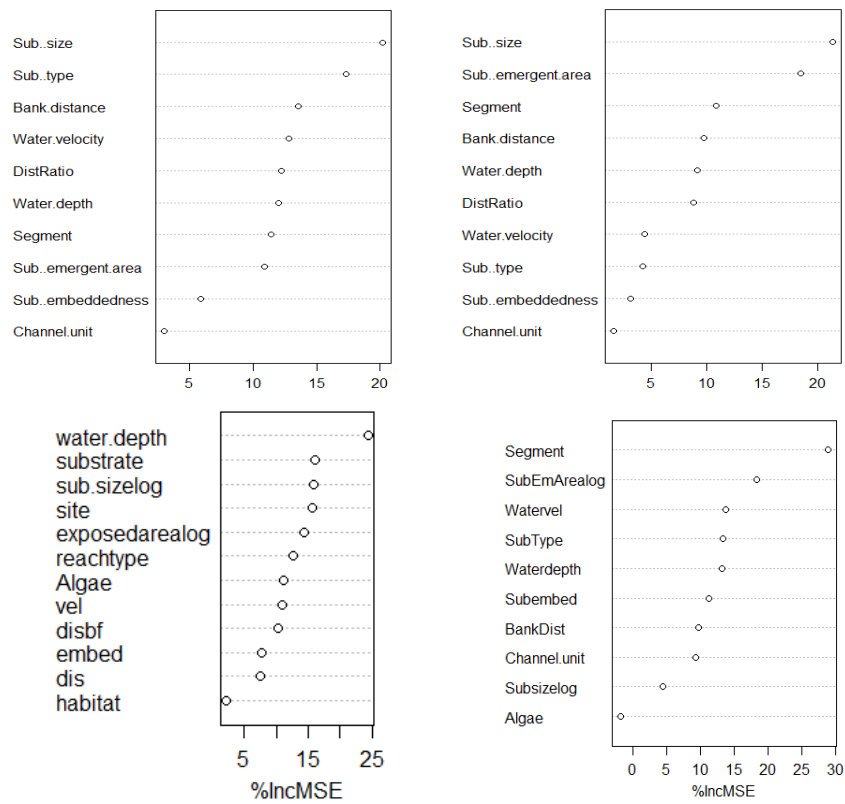 Sub..size
Sub..type
Bank.distance
Water.velocity
DistRatio
Water.depth
Segment
Sub..emergent.area
Sub..embeddedness
Channel.unit
5 10 15 20
Sub..size
Sub..emergent.area
Segment
Bank.distance
Water.depth
DistRatio
Water.velocity
Sub..type
Sub..embeddedness
Channel.unit
5 10 15 20
water.depth
substrate
sub.sizelog
site
exposedarealog
reachtype
Algae
vel
disbf
embed
dis
habitat
5 15 25
%IncMSE
Segment
SubEmArealog
Watervel
SubType
Waterdepth
Subembed
BankDist
Channel.unit
Subsizelog
Algae
0 5 10 15 20 25 30
%IncMSE